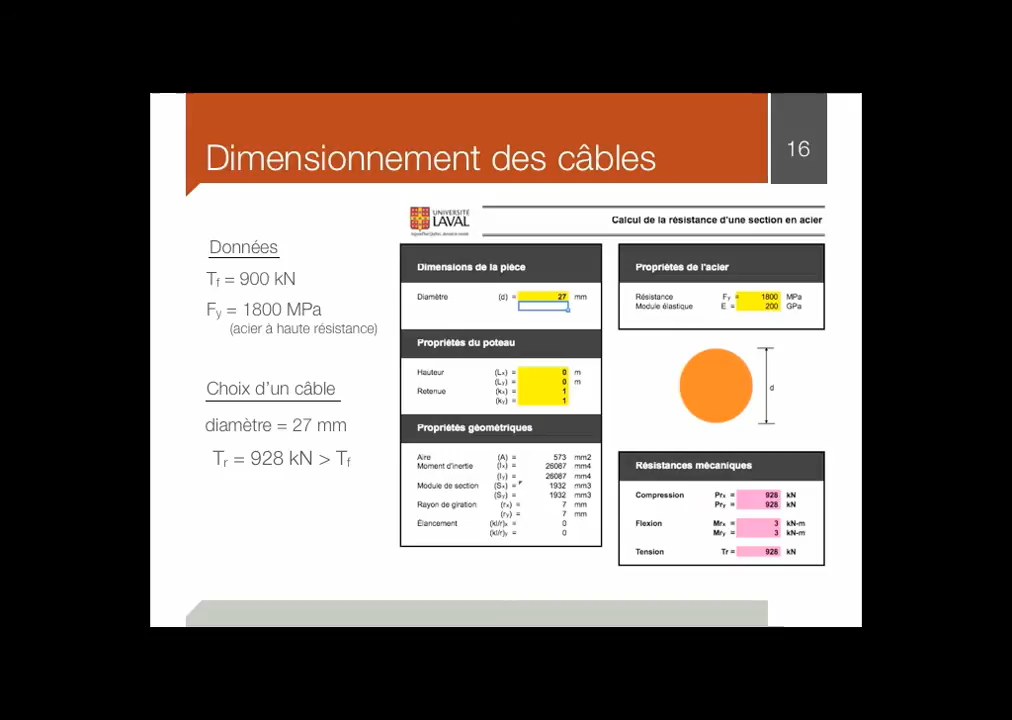 Dimensionnement des câbles
16
Données
Tf = 900 kN
Fy = 1800 MPa
(acier à haute résistance)
Choix d'un câble
diamètre = 27 mm
Tr = 928 kN > Tf
UNIVERSITÉ
LAVAL
Calcul de la résistance d'une section en acier
Dimensions de la pièce
Diamètre (d) = 27 mm
Propriétés du poteau
Hauteur (Lx) = 0 m
(Ly) = 0 m
Retenue (kx) = 1
(ky) = 1
Propriétés géométriques
Aire (A) = 573 mm2
Moment d'inertie (Ix) = 26087 mm4
(Iy) = 26087 mm4
Module de section (Sx) = 1932 mm3
(Sy) = 1932 mm3
Rayon de giration (rx) = 7 mm
(ry) = 7 mm
Élancement (kl/r)x = 0
(kl/r)y = 0
Propriétés de l'acier
Résistance Fy = 1800 MPa
Module élastique E = 200 GPa
d
Résistances mécaniques
Compression Prx = 928 kN
Pry = 928 kN
Flexion Mrx = 3 kN-m
Mry = 3 kN-m
Tension Tr = 928 kN